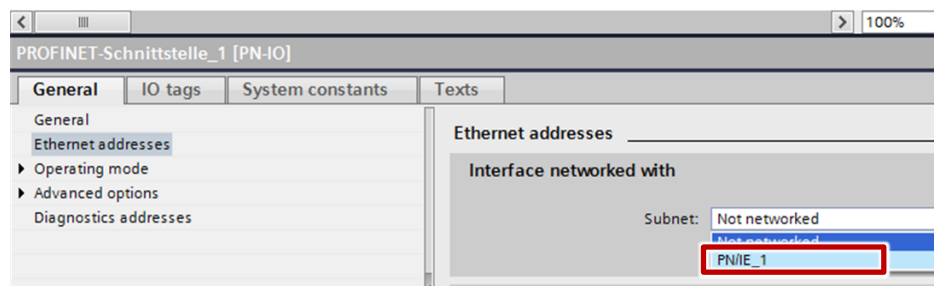 100%
PROFINET-Schnittstelle_1 [PN-IO]
General IO tags System constants Texts
General
Ethernet addresses
Operating mode
Advanced options
Diagnostics addresses
Ethernet addresses
Interface networked with
Subnet: Not networked
Not networked
PN/IE_1